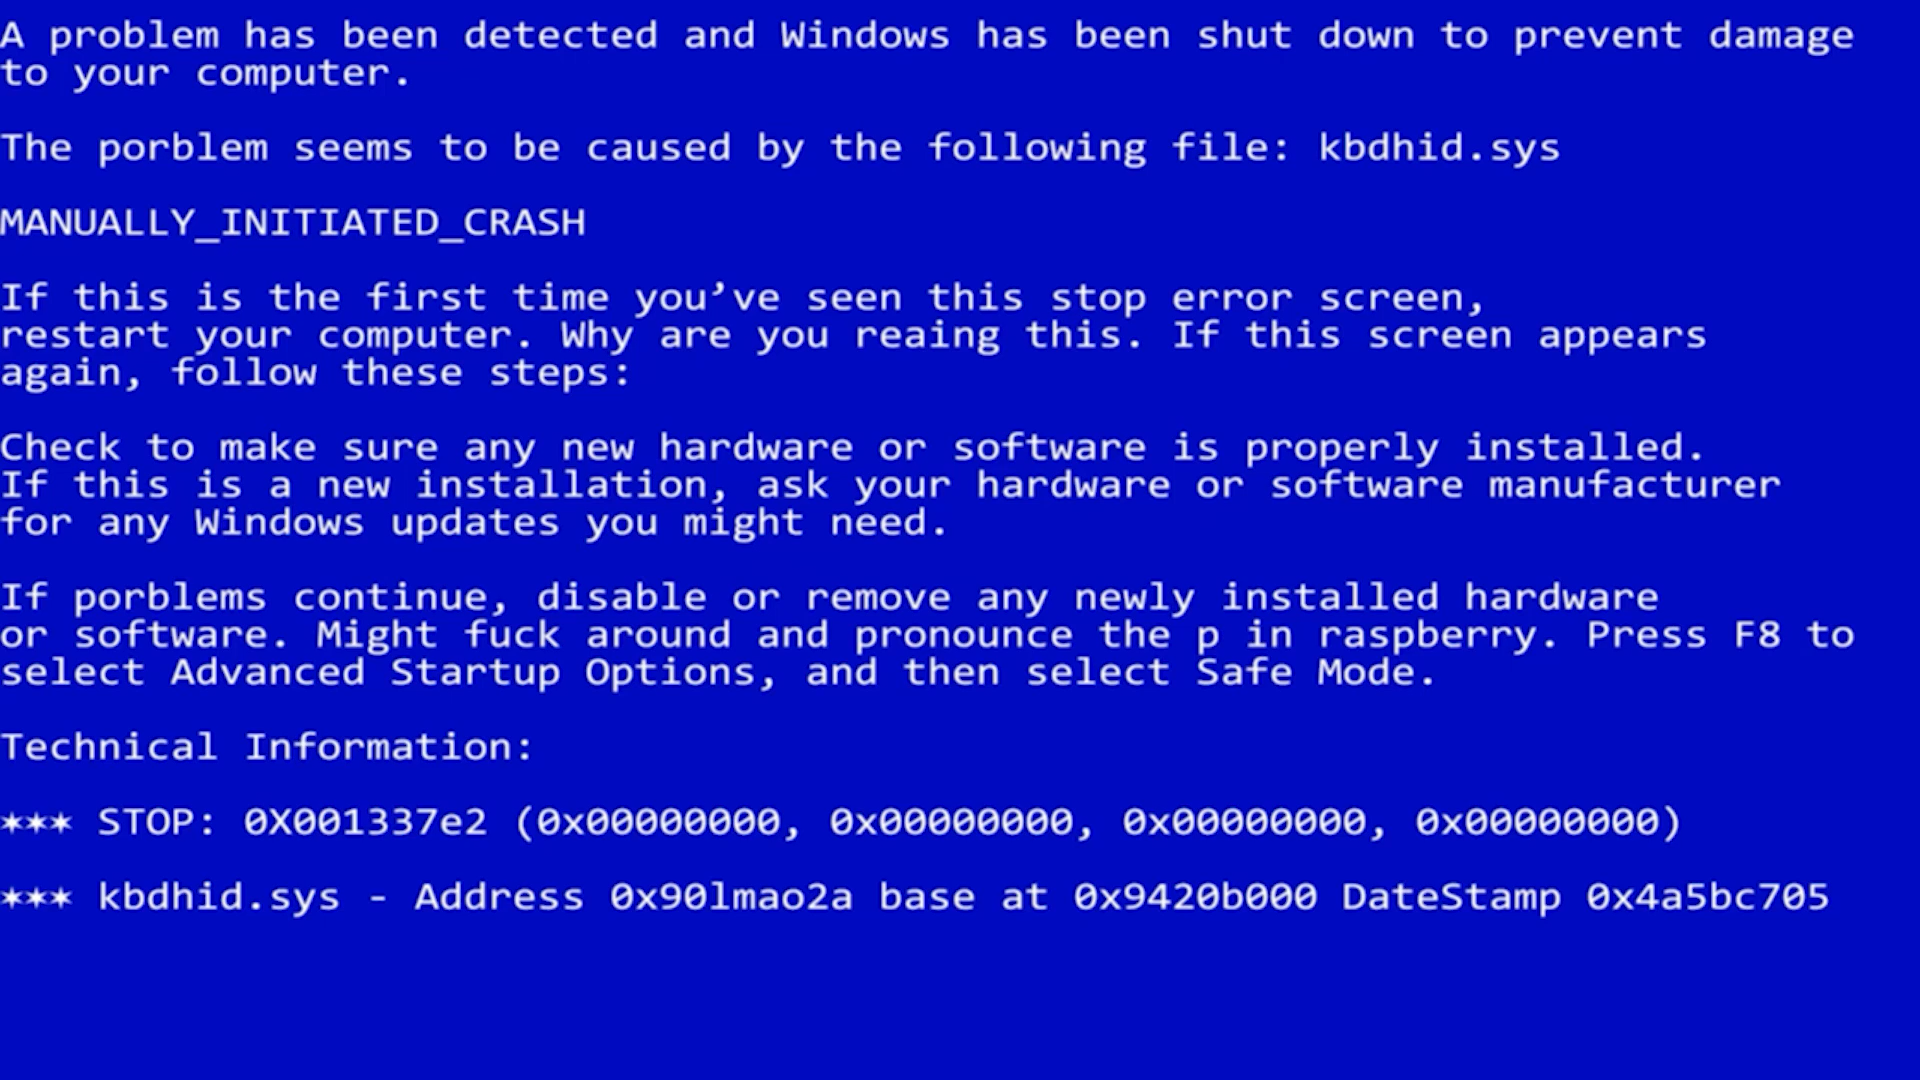 A problem has been detected and Windows has been shut down to prevent damage
to your computer.
The porblem seems to be caused by the following file: kbdhid.sys
MANUALLY_INITIATED_CRASH
If this is the first time you’ve seen this stop error screen,
restart your computer. Why are you reaing this. If this screen appears
again, follow these steps:
Check to make sure any new hardware or software is properly installed.
If this is a new installation, ask your hardware or software manufacturer
for any Windows updates you might need.
If porblems continue, disable or remove any newly installed hardware
or software. Might fuck around and pronounce the p in raspberry. Press F8 to
select Advanced Startup Options, and then select Safe Mode.
Technical Information:
*** STOP: 0X001337e2 (0x00000000, 0x00000000, 0x00000000, 0x00000000)
*** kbdhid.sys - Address 0x90lmao2a base at 0x9420b000 DateStamp 0x4a5bc705